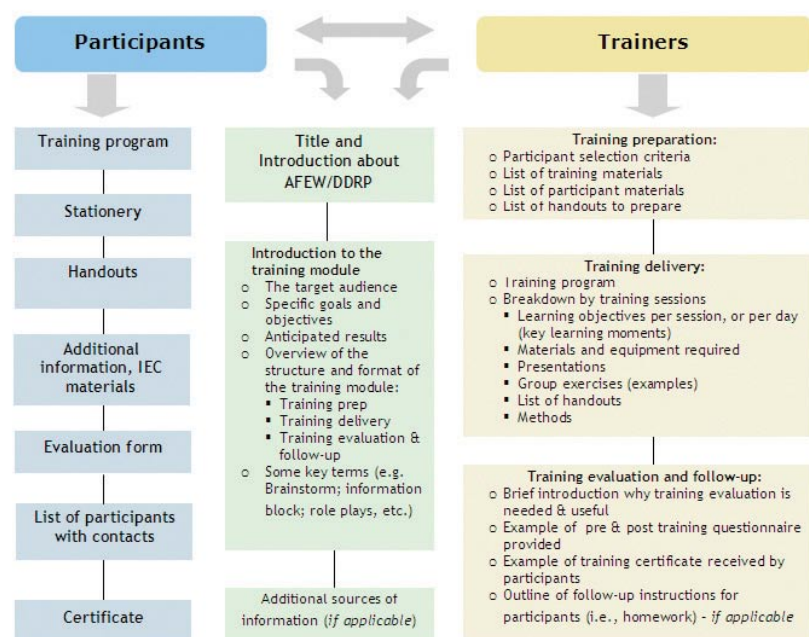 Participants
Trainers
Training program
Stationery
Handouts
Additional
information, IEC
materials
Evaluation form
List of participants
with contacts
Certificate
Title and
Introduction about
AFEW/DDRP
Introduction to the
training module
o The target audience
o Specific goals and
objectives
o Anticipated results
o Overview of the
structure and format of
the training module:
▪ Training prep
▪ Training delivery
▪ Training evaluation &
follow-up
o Some key terms (e.g.
Brainstorm; information
block; role plays, etc.)
Additional sources of
information (if applicable)
Training preparation:
o Participant selection criteria
o List of training materials
o List of participant materials
o List of handouts to prepare
Training delivery:
o Training program
o Breakdown by training sessions
▪ Learning objectives per session, or per day
(key learning moments)
▪ Materials and equipment required
▪ Presentations
▪ Group exercises (examples)
▪ List of handouts
▪ Methods
Training evaluation and follow-up:
o Brief introduction why training evaluation is
needed & useful
o Example of pre & post training questionnaire
provided
o Example of training certificate received by
participants
o Outline of follow-up instructions for
participants (i.e., homework) - if applicable